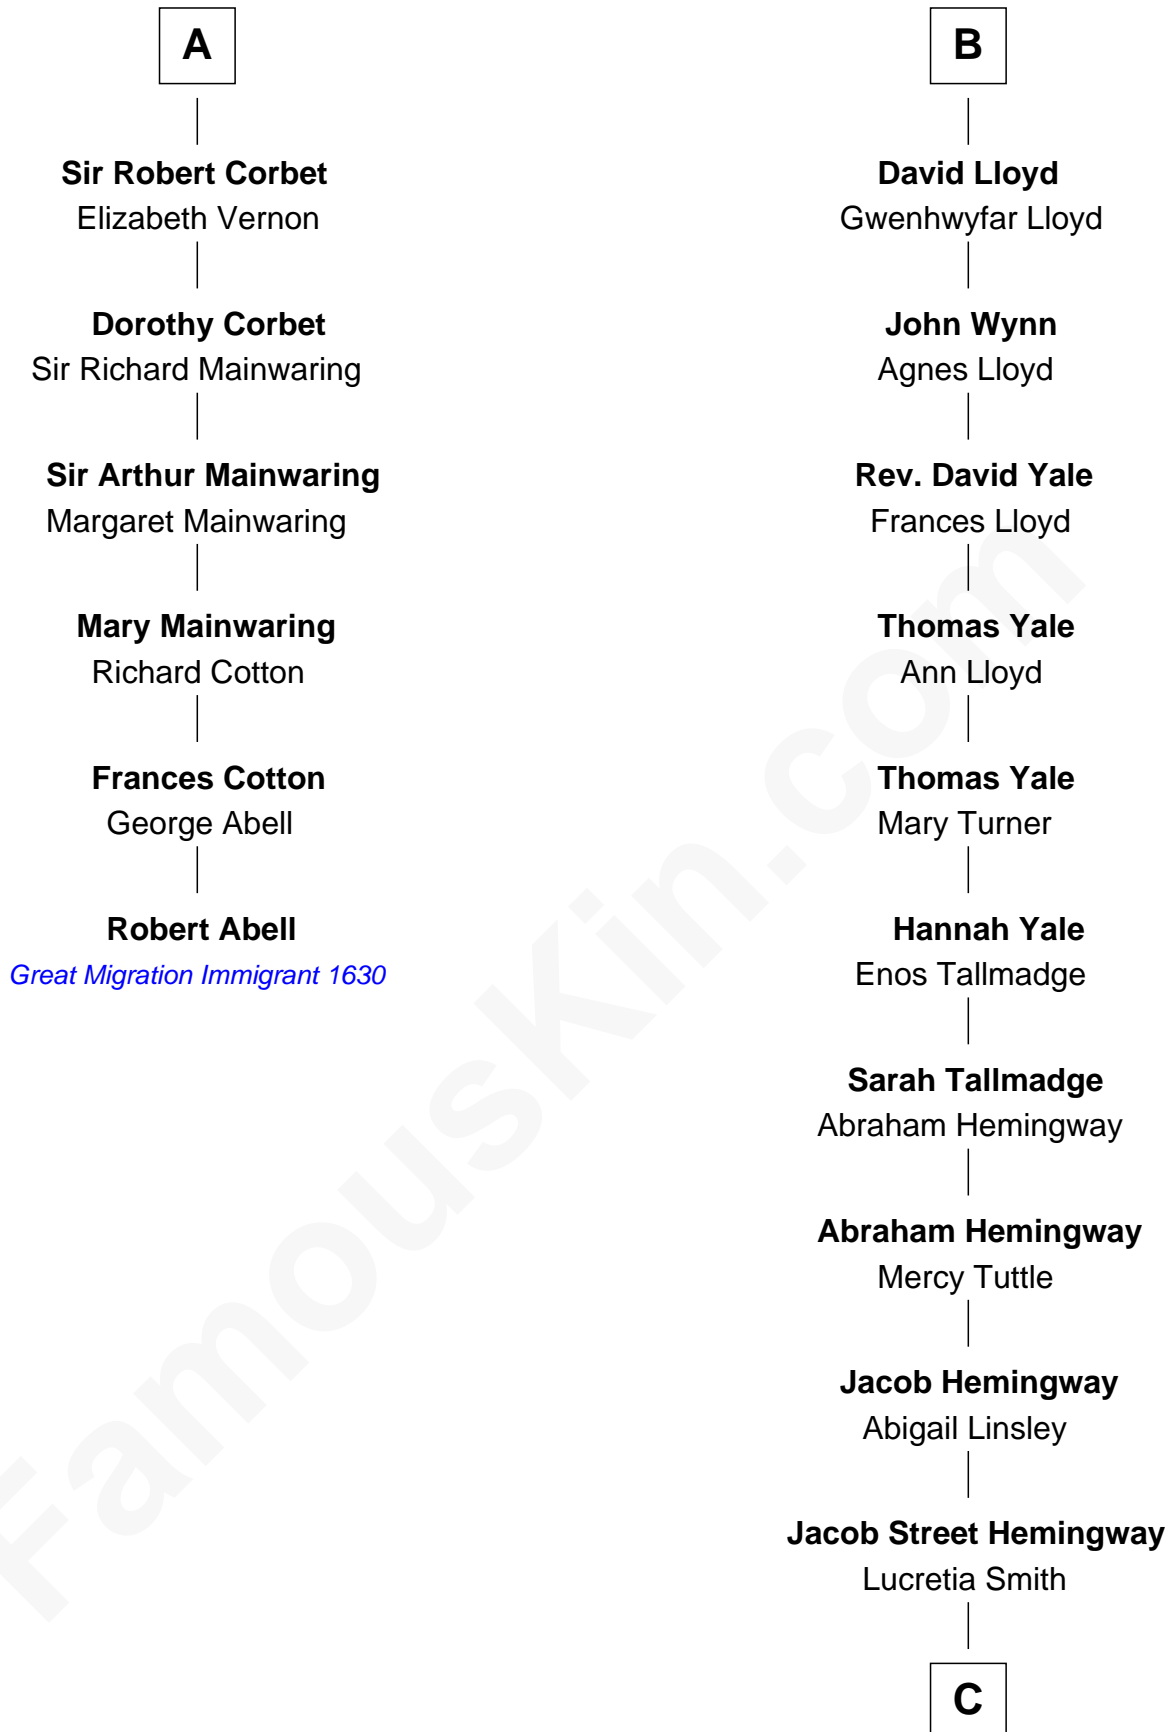 A
Sir Robert Corbet
Elizabeth Vernon
Dorothy Corbet
Sir Richard Mainwaring
Sir Arthur Mainwaring
Margaret Mainwaring
Mary Mainwaring
Richard Cotton
Frances Cotton
George Abell
Robert Abell
Great Migration Immigrant 1630
B
David Lloyd
Gwenhwyfar Lloyd
John Wynn
Agnes Lloyd
Rev. David Yale
Frances Lloyd
Thomas Yale
Ann Lloyd
Thomas Yale
Mary Turner
Hannah Yale
Enos Tallmadge
Sarah Tallmadge
Abraham Hemingway
Abraham Hemingway
Mercy Tuttle
Jacob Hemingway
Abigail Linsley
Jacob Street Hemingway
Lucretia Smith
C
FamousKin.com